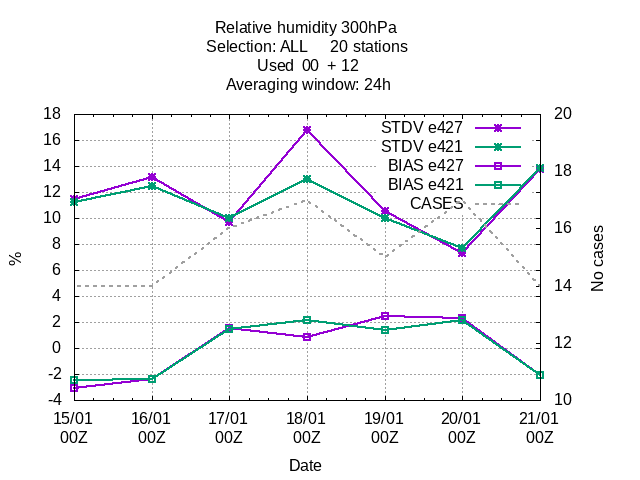 Relative humidity 300hPa
Selection: ALL     20 stations
Used  00  + 12
Averaging window: 24h
18
16
14
12
10
8
6
4
2
0
-2
-4
%
20
18
16
14
12
10
No cases
STDV e427
STDV e421
BIAS e427
BIAS e421
CASES
15/01 16/01 17/01 18/01 19/01 20/01 21/01
00Z 00Z 00Z 00Z 00Z 00Z 00Z
Date